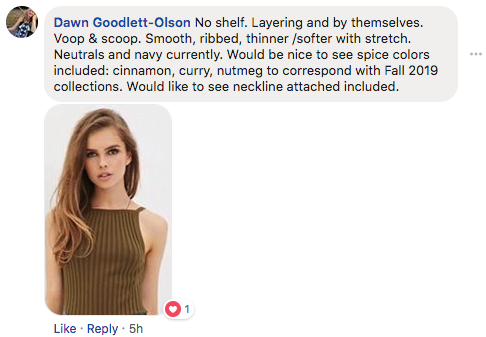 Dawn Goodlett-Olson No shelf. Layering and by themselves.
Voop & scoop. Smooth, ribbed, thinner /softer with stretch.
Neutrals and navy currently. Would be nice to see spice colors
included: cinnamon, curry, nutmeg to correspond with Fall 2019
collections. Would like to see neckline attached included.
1
Like · Reply · 5h